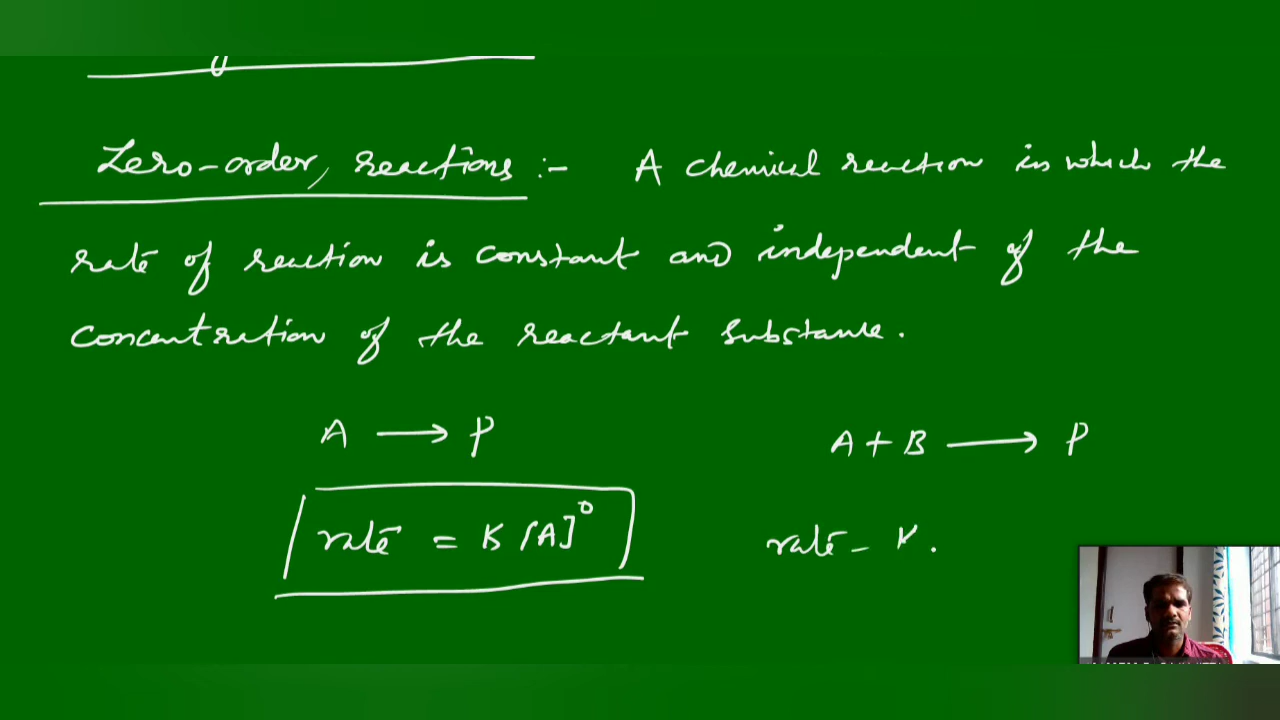 Zero-order, reactions :- A chemical reaction in which the
rate of reaction is constant and independent of the
concentration of the reactant substance.
A → P
A + B → P
rate = K [A]⁰
rate - K.